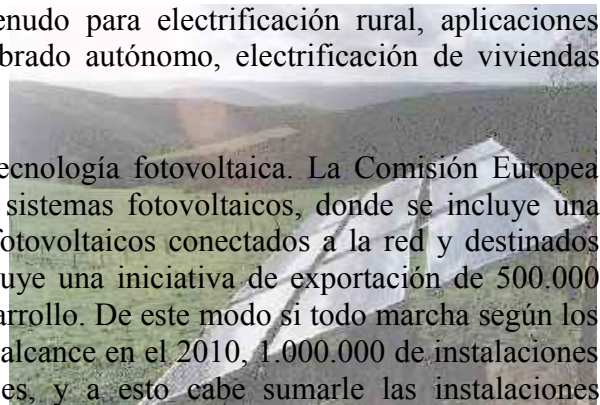 enudo para electrificación rural, aplicaciones
brado autónomo, electrificación de viviendas
ecnología fotovoltaica. La Comisión Europea
sistemas fotovoltaicos, donde se incluye una
fotovoltaicos conectados a la red y destinados
uye una iniciativa de exportación de 500.000
arrollo. De este modo si todo marcha según los
alcance en el 2010, 1.000.000 de instalaciones
es, y a esto cabe sumarle las instalaciones